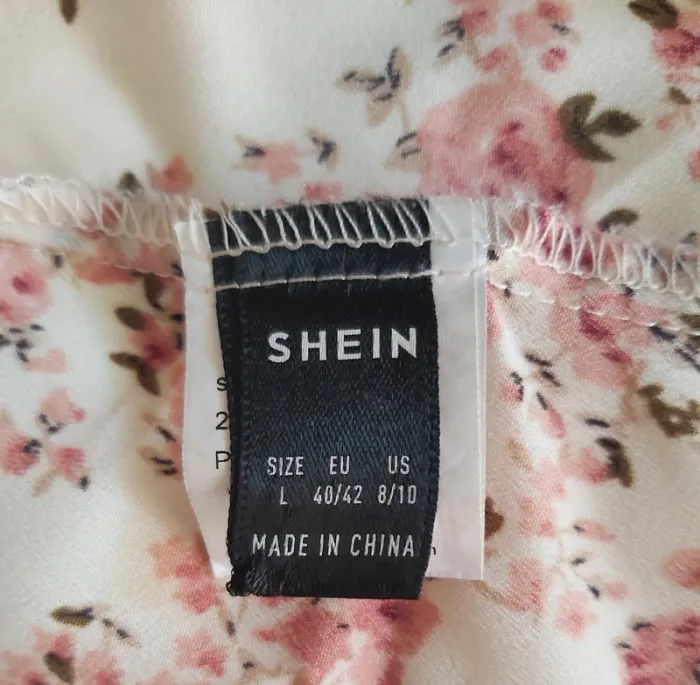 SHEIN
SIZE EU US
L 40/42 8/10
MADE IN CHINA